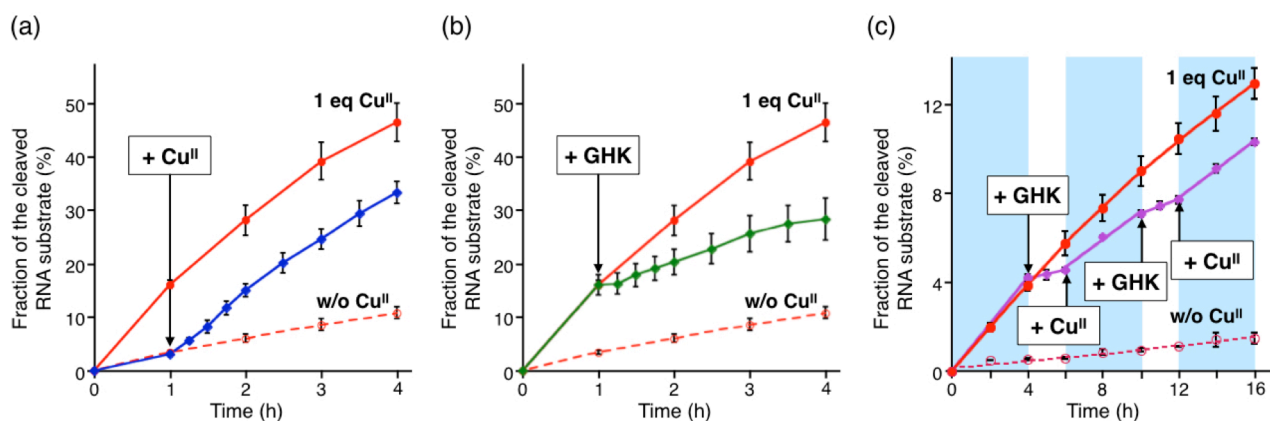 (a)
Fraction of the cleaved
RNA substrate (%)
50
40
30
20
10
0
1 eq Cuᴵᴵ
+ Cuᴵᴵ
w/o Cuᴵᴵ
0 1 2 3 4
Time (h)
(b)
Fraction of the cleaved
RNA substrate (%)
50
40
30
20
10
0
1 eq Cuᴵᴵ
+ GHK
w/o Cuᴵᴵ
0 1 2 3 4
Time (h)
(c)
Fraction of the cleaved
RNA substrate (%)
12
8
4
0
1 eq Cuᴵᴵ
+ GHK
+ Cuᴵᴵ
+ GHK
+ Cuᴵᴵ
w/o Cuᴵᴵ
0 4 8 12 16
Time (h)